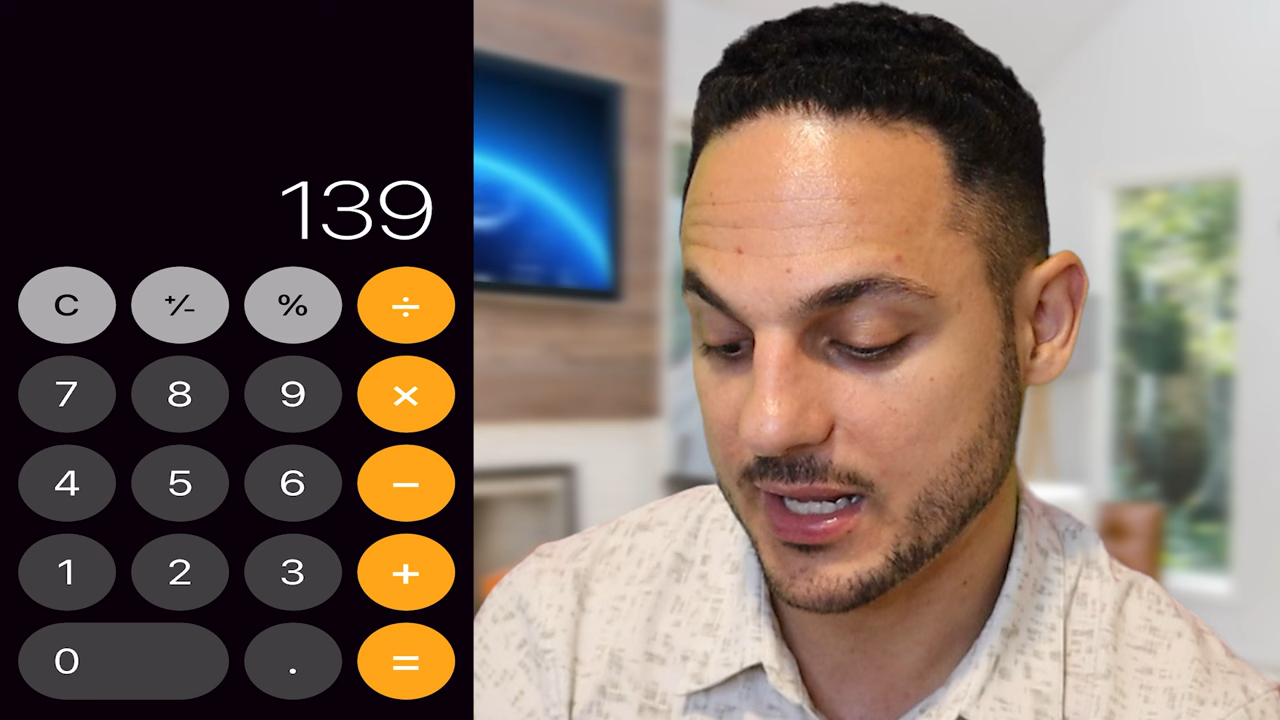 139
C ⁺∕₋ % ÷
7 8 9 ×
4 5 6 −
1 2 3 +
0 . =